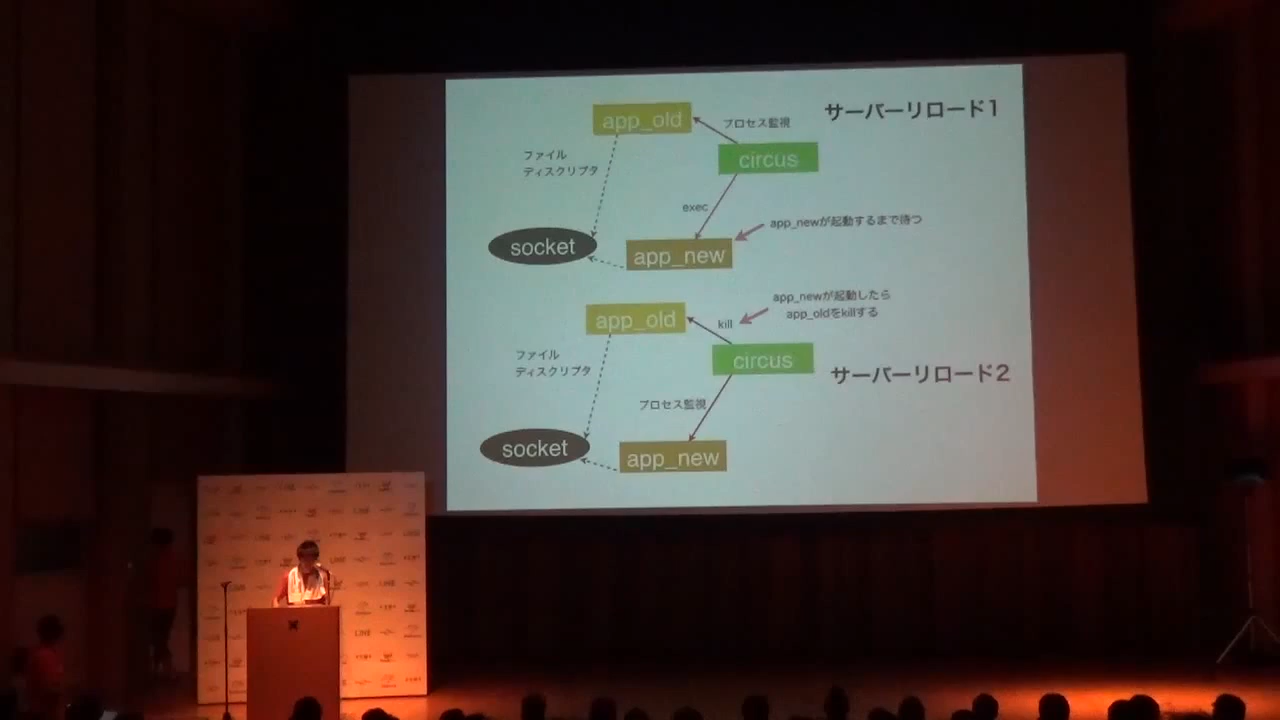 サーバーリロード1
app_old
プロセス監視
circus
ファイル
ディスクリプタ
exec
app_newが起動するまで待つ
socket
app_new
app_newが起動したら
app_oldをkillする
app_old
kill
circus
ファイル
ディスクリプタ
サーバーリロード2
プロセス監視
socket
app_new
LINE
LINE
LINE